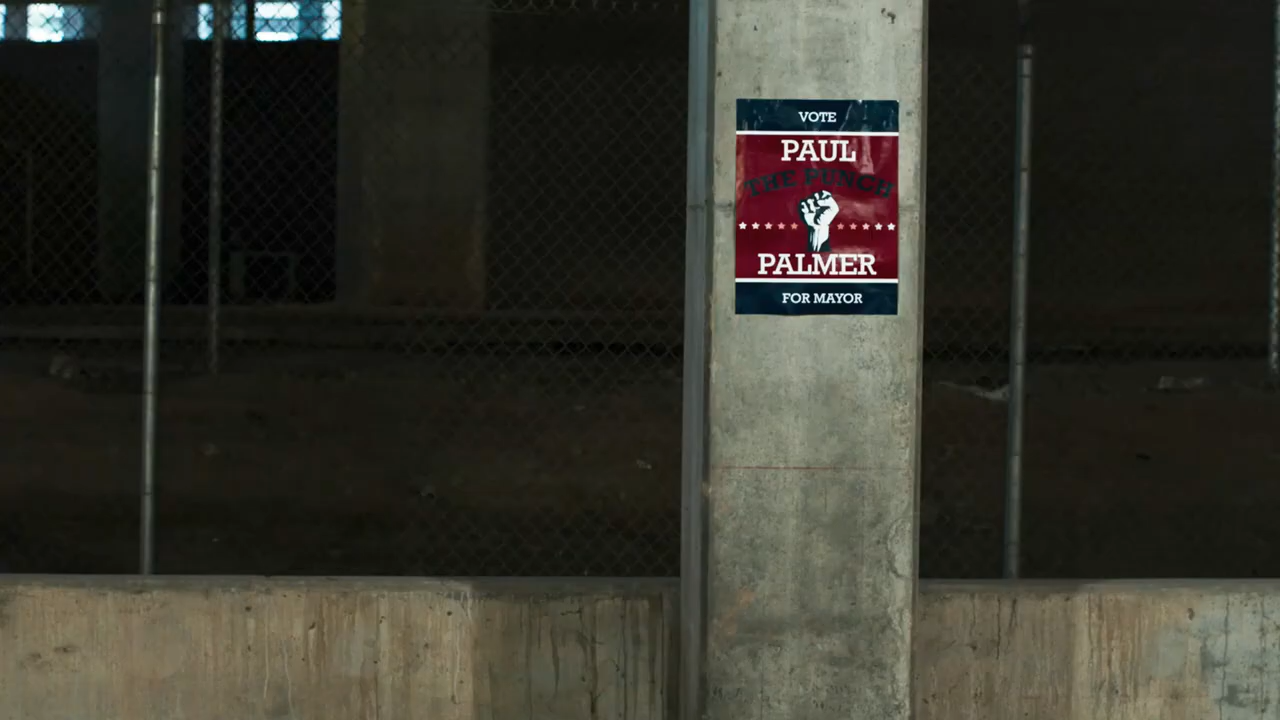 VOTE
PAUL
THE PUNCH
PALMER
FOR MAYOR